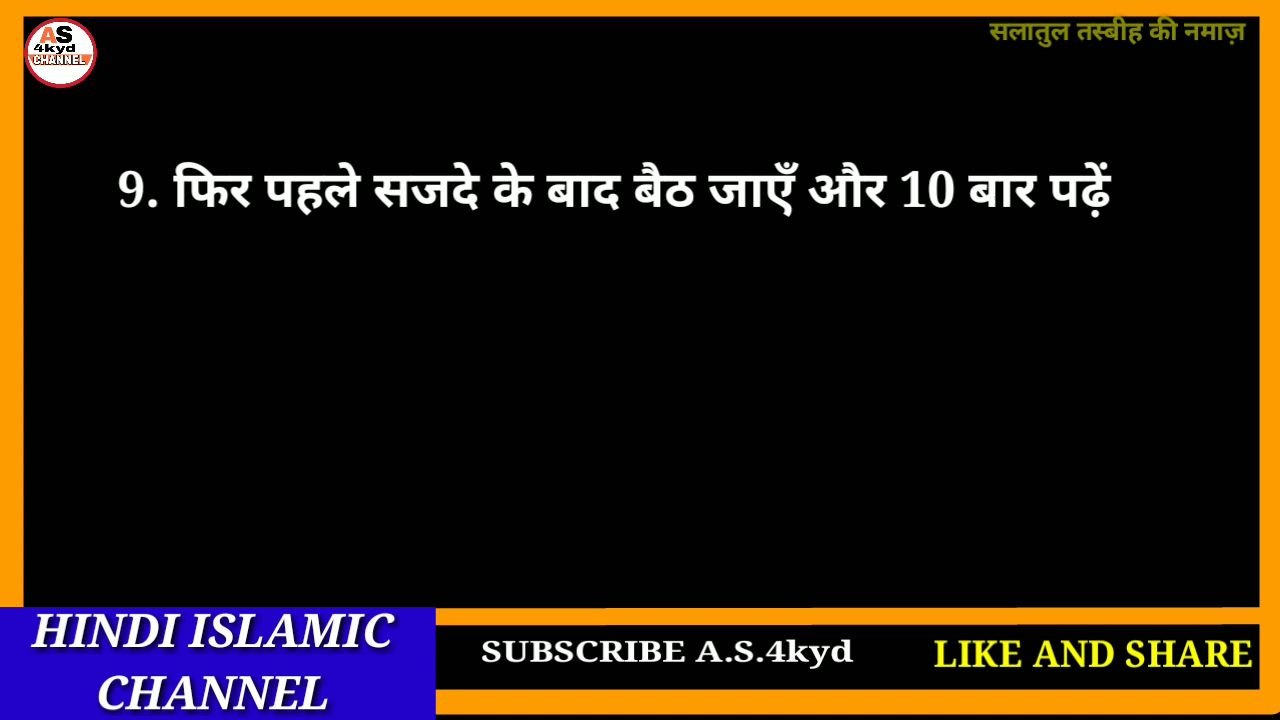 AS
4kyd
CHANNEL
सलातुल तस्बीह की नमाज़
9. फिर पहले सजदे के बाद बैठ जाएँ और 10 बार पढ़ें
HINDI ISLAMIC
CHANNEL
SUBSCRIBE A.S.4kyd
LIKE AND SHARE